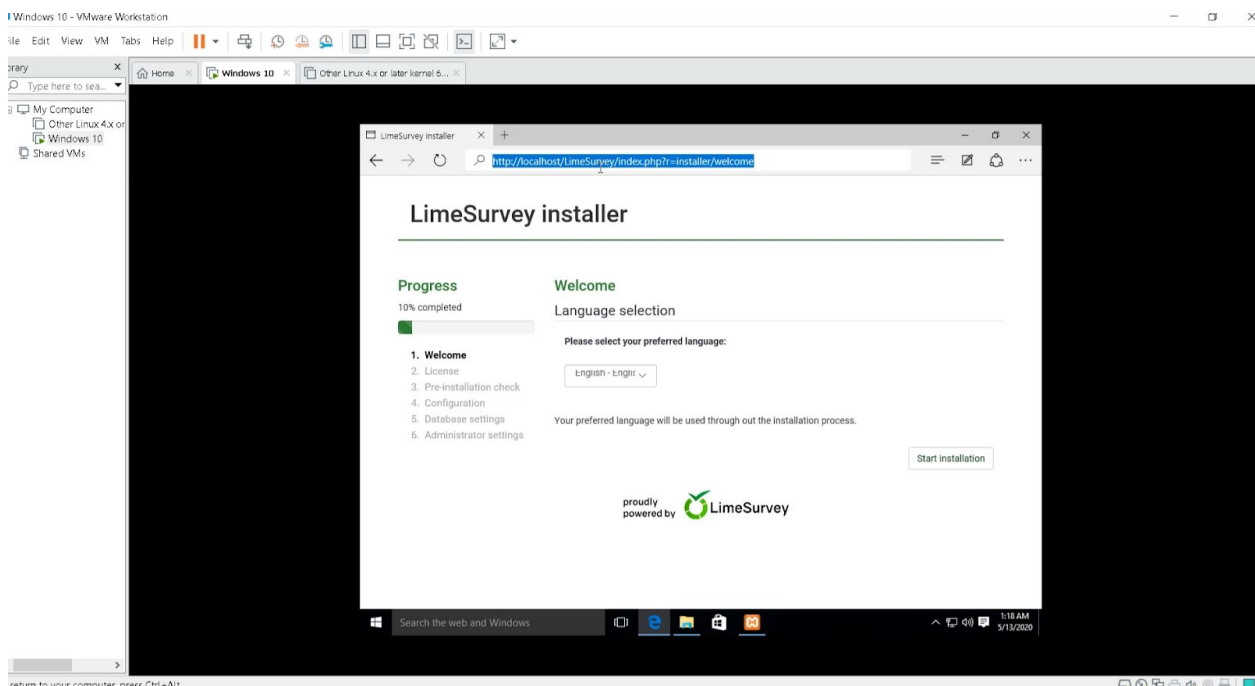 Windows 10 - VMware Workstation
File Edit View VM Tabs Help
Library
Type here to sea...
My Computer
Other Linux 4.x or
Windows 10
Shared VMs
Home
Windows 10
Other Linux 4.x or later kernel 6...
LimeSurvey installer
http://localhost/LimeSurvey/index.php?r=installer/welcome
LimeSurvey installer
Progress
10% completed
1. Welcome
2. License
3. Pre-installation check
4. Configuration
5. Database settings
6. Administrator settings
Welcome
Language selection
Please select your preferred language:
English - Englis
Your preferred language will be used through out the installation process.
Start installation
proudly
powered by
LimeSurvey
Search the web and Windows
1:18 AM
5/13/2020
return to your computer, press Ctrl+Alt.